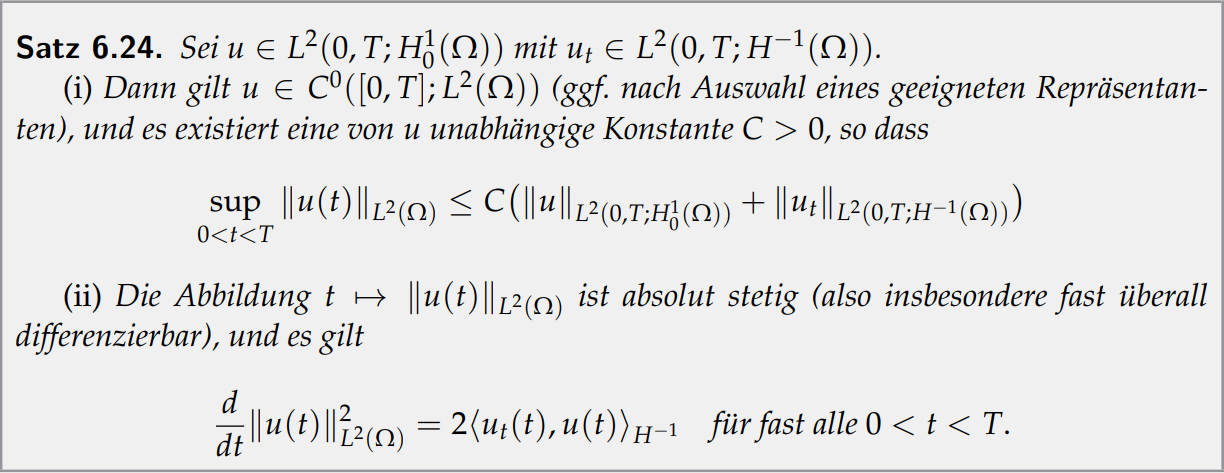 Satz 6.24. Sei u ∈ L²(0, T; H₀¹(Ω)) mit uₜ ∈ L²(0, T; H⁻¹(Ω)).
(i) Dann gilt u ∈ C⁰([0, T]; L²(Ω)) (ggf. nach Auswahl eines geeigneten Repräsentan-
ten), und es existiert eine von u unabhängige Konstante C > 0, so dass
sup_{0<t<T} ‖u(t)‖_{L²(Ω)} ≤ C(‖u‖_{L²(0,T;H₀¹(Ω))} + ‖uₜ‖_{L²(0,T;H⁻¹(Ω))})
(ii) Die Abbildung t ↦ ‖u(t)‖_{L²(Ω)} ist absolut stetig (also insbesondere fast überall
differenzierbar), und es gilt
d/dt ‖u(t)‖²_{L²(Ω)} = 2⟨uₜ(t), u(t)⟩_{H⁻¹} für fast alle 0 < t < T.